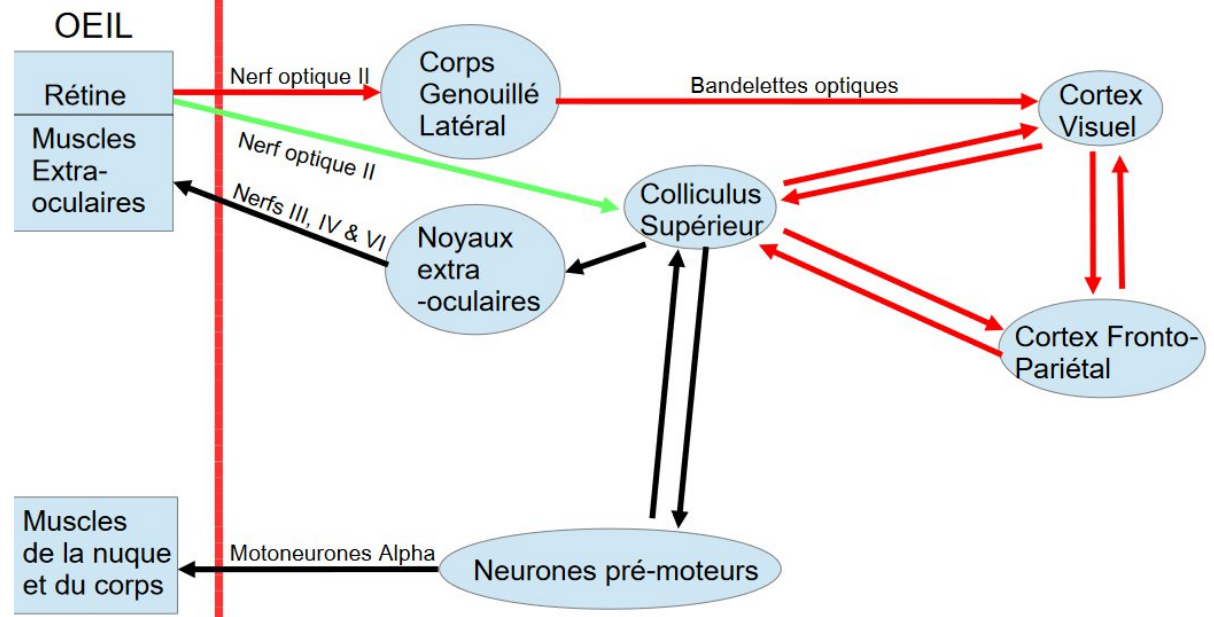 OEIL
Rétine
Muscles
Extra-
oculaires
Nerf optique II
Corps
Genouillé
Latéral
Bandelettes optiques
Cortex
Visuel
Nerf optique II
Colliculus
Supérieur
Nerfs III, IV & VI
Noyaux
extra
-oculaires
Cortex Fronto-
Pariétal
Muscles
de la nuque
et du corps
Motoneurones Alpha
Neurones pré-moteurs